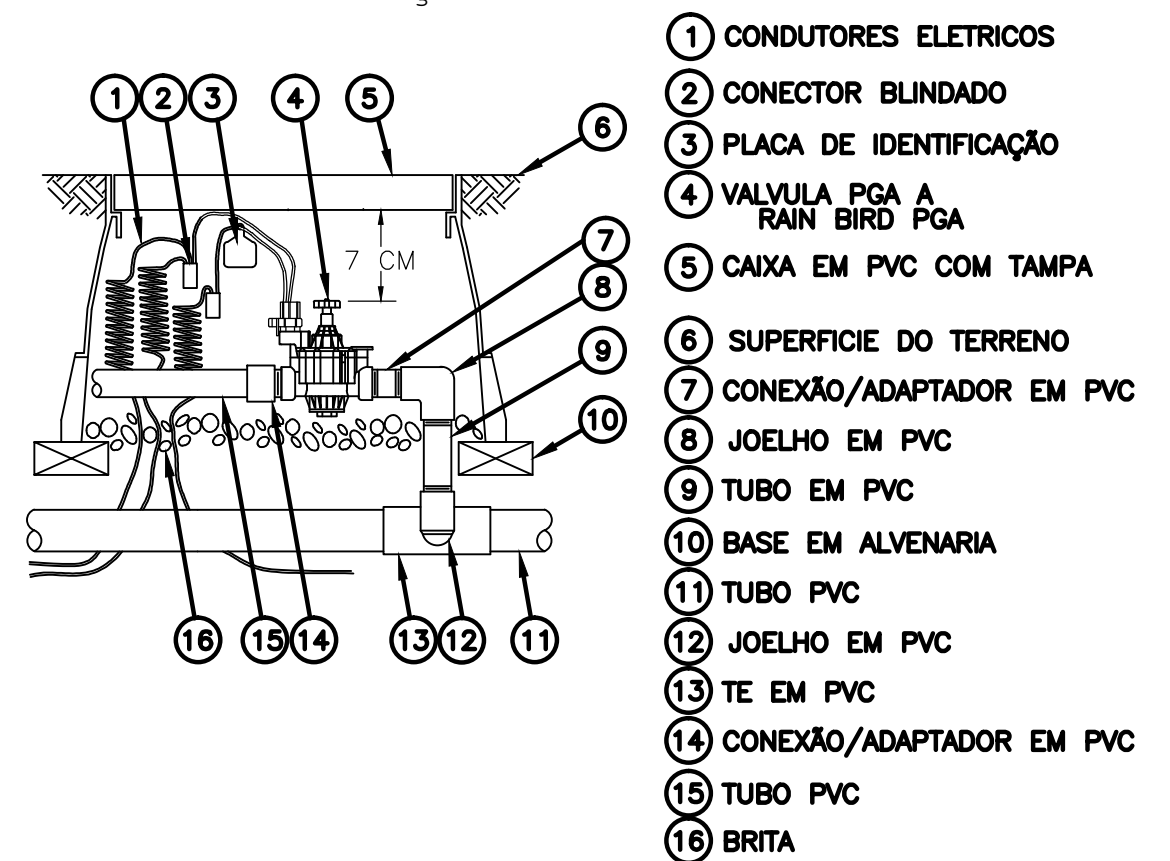 g
1 CONDUTORES ELETRICOS
2 CONECTOR BLINDADO
3 PLACA DE IDENTIFICAÇÃO
4 VALVULA PGA A
RAIN BIRD PGA
5 CAIXA EM PVC COM TAMPA
6 SUPERFICIE DO TERRENO
7 CONEXÃO/ADAPTADOR EM PVC
8 JOELHO EM PVC
9 TUBO EM PVC
10 BASE EM ALVENARIA
11 TUBO PVC
12 JOELHO EM PVC
13 TE EM PVC
14 CONEXÃO/ADAPTADOR EM PVC
15 TUBO PVC
16 BRITA
1 2 3 4 5
6
7 CM
7
8
9
10
16 15 14 13 12 11